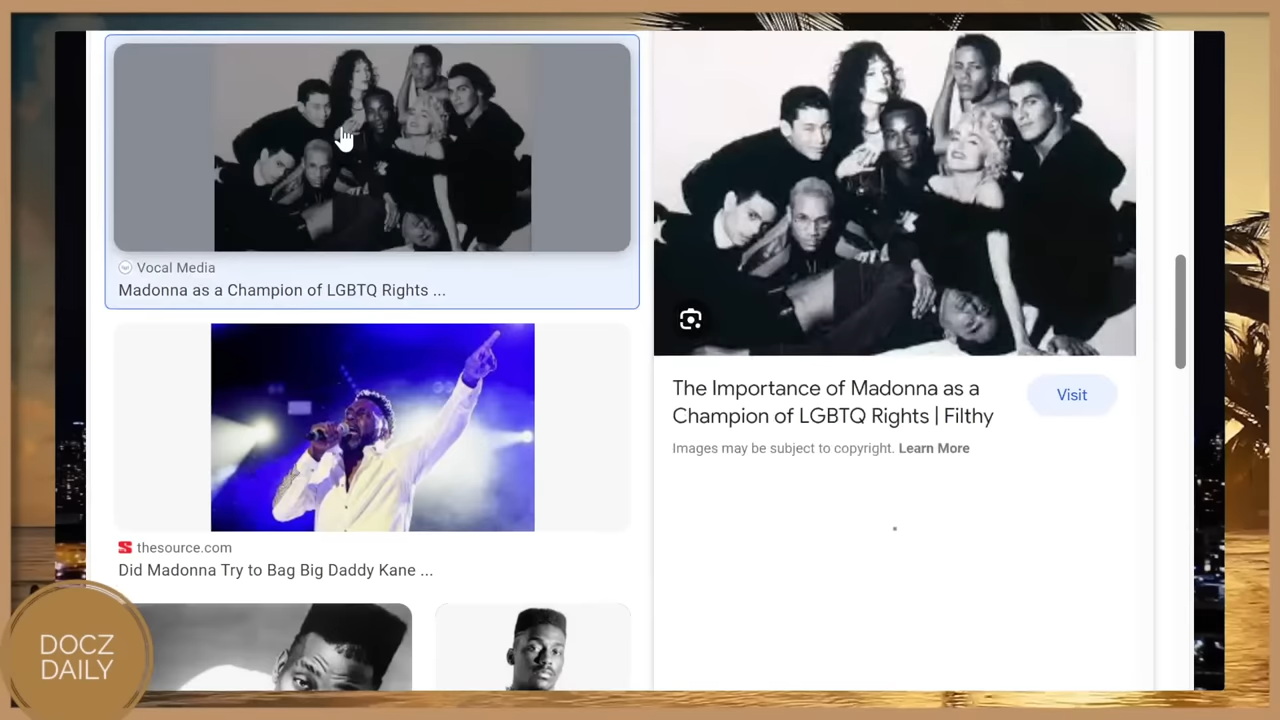 Vocal Media
Madonna as a Champion of LGBTQ Rights ...
thesource.com
Did Madonna Try to Bag Big Daddy Kane ...
The Importance of Madonna as a
Champion of LGBTQ Rights | Filthy
Visit
Images may be subject to copyright. Learn More
DOCZ
DAILY